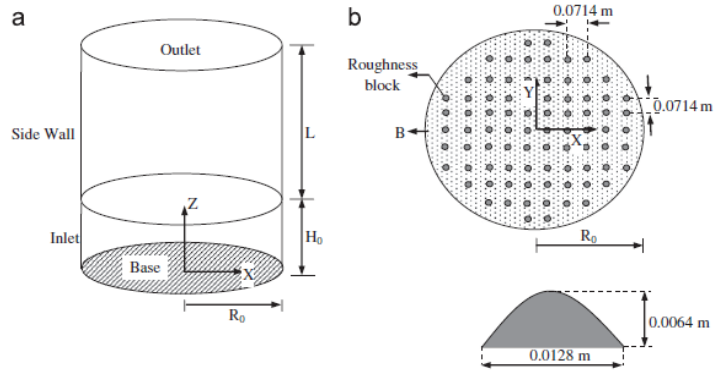 a
Outlet
Side Wall
L
Z
Inlet
H₀
Base
X
R₀
b
0.0714 m
Roughness
block
Y
0.0714 m
B
X
R₀
0.0064 m
0.0128 m